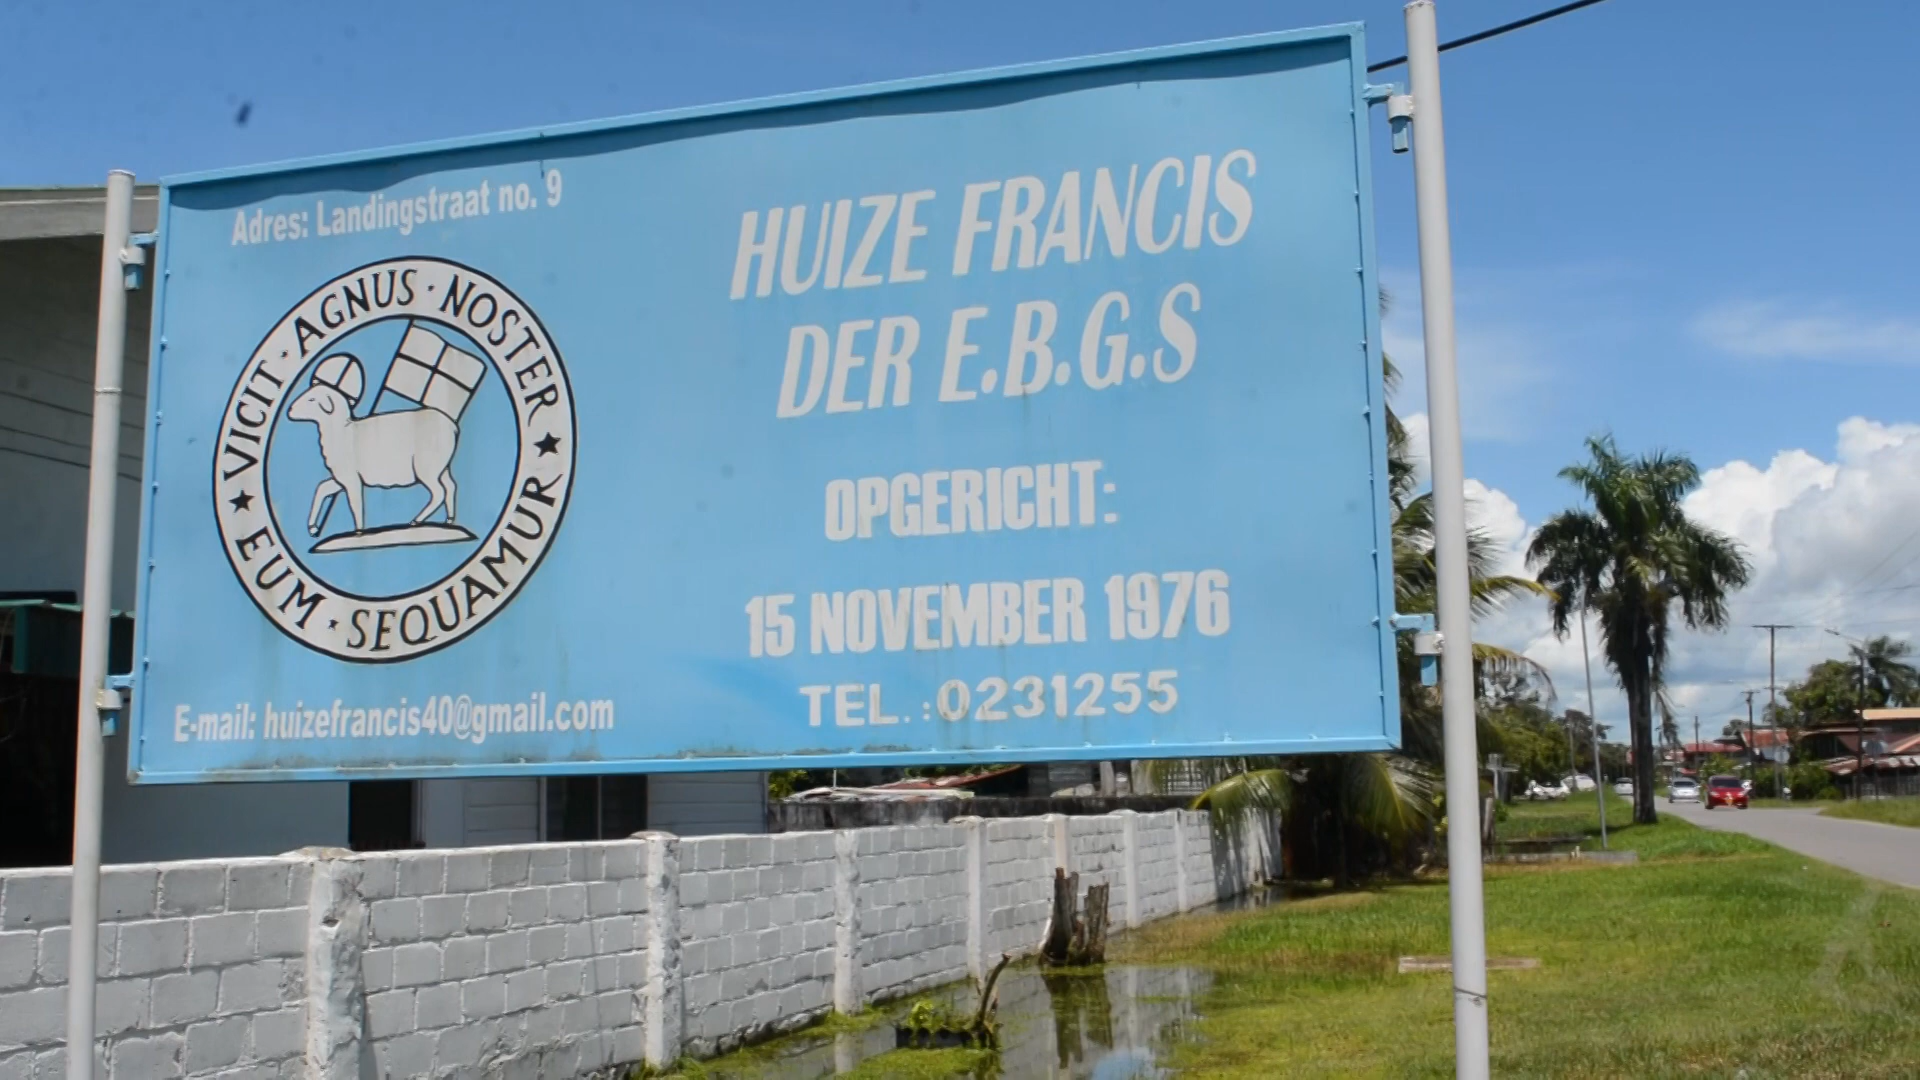 Adres: Landingstraat no. 9
VICIT · AGNUS · NOSTER
EUM · SEQUAMUR
E-mail: huizefrancis40@gmail.com
HUIZE FRANCIS
DER E.B.G.S
OPGERICHT:
15 NOVEMBER 1976
TEL.:0231255